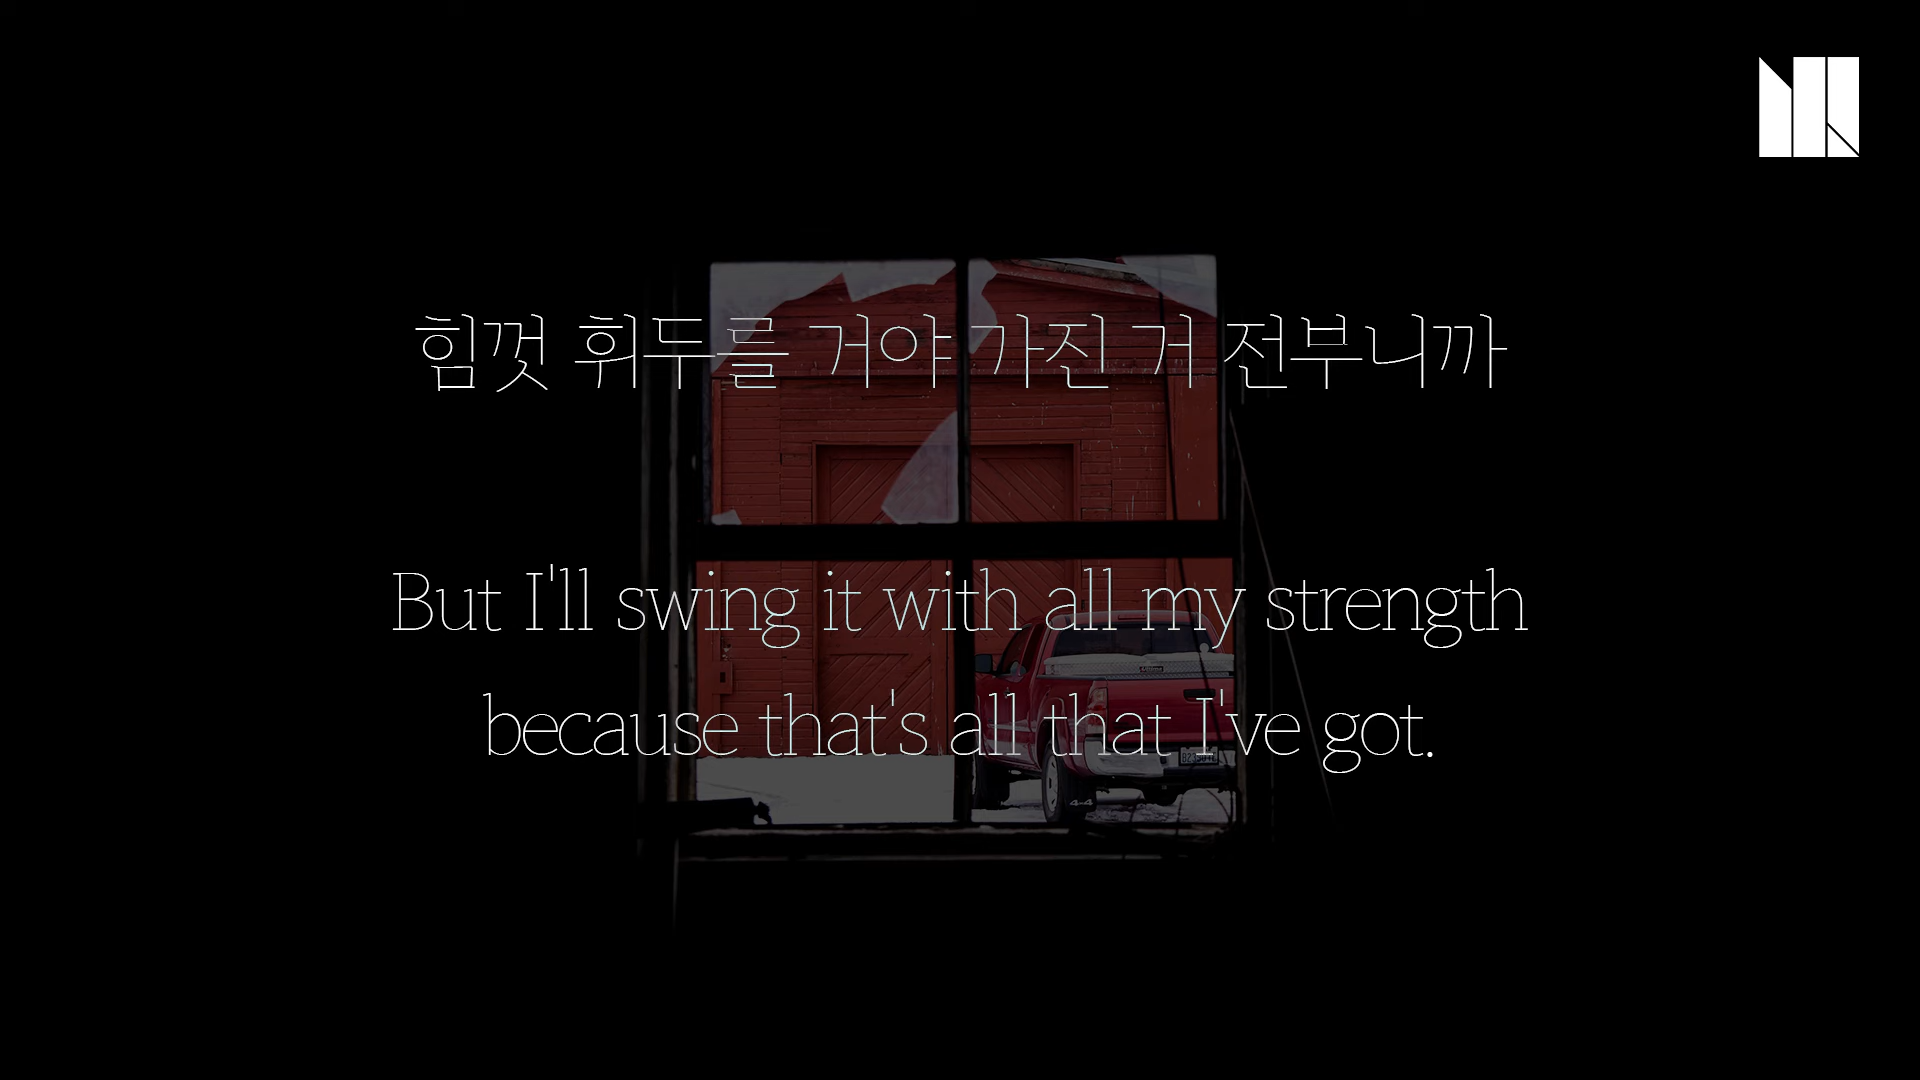 힘껏 휘두를 거야 가진 거 전부니까
But I'll swing it with all my strength
because that's all that I've got.